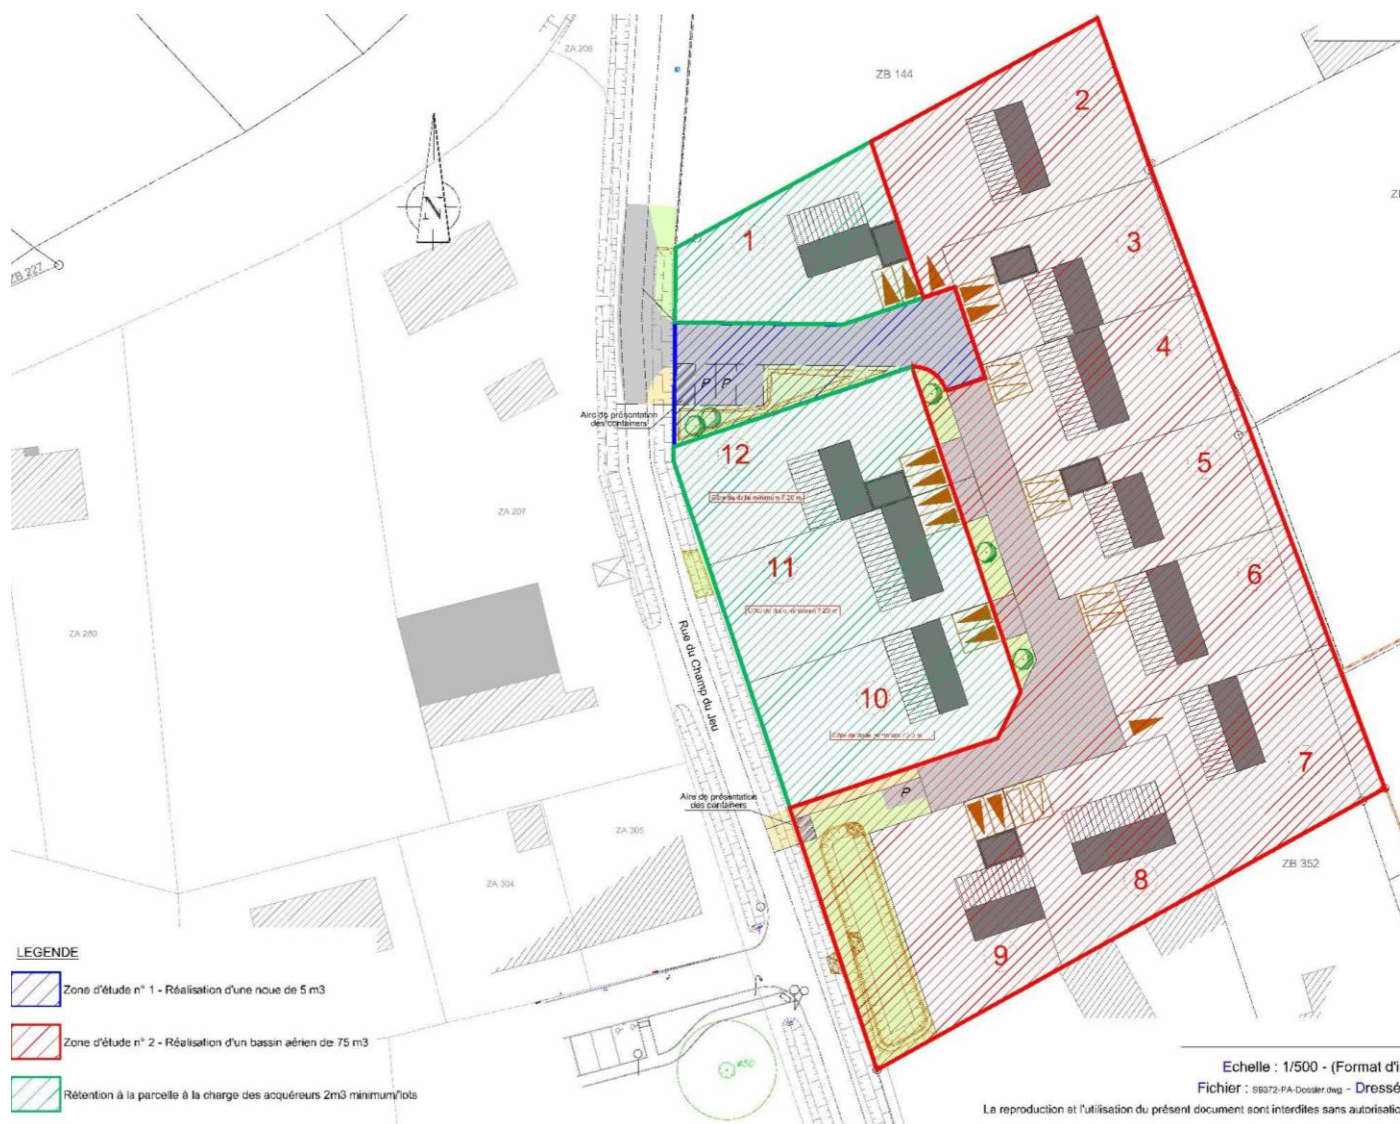 ZA 206
ZB 144
2
N
1
3
ZB 227
4
P P
Aire de présentation
des containers
12
5
ZA 207
11
6
ZA 280
Rue du Champ du Jeu
10
7
Aire de présentation
des containers
P
ZA 305
ZB 352
ZA 304
8
9
LEGENDE
Zone d'étude n° 1 - Réalisation d'une noue de 5 m3
Zone d'étude n° 2 - Réalisation d'un bassin aérien de 75 m3
Rétention à la parcelle à la charge des acquéreurs 2m3 minimum/lots
Echelle : 1/500 - (Format d'i
Fichier : 99372-PA-Dossier.dwg - Dressé
La reproduction et l'utilisation du présent document sont interdites sans autorisatio